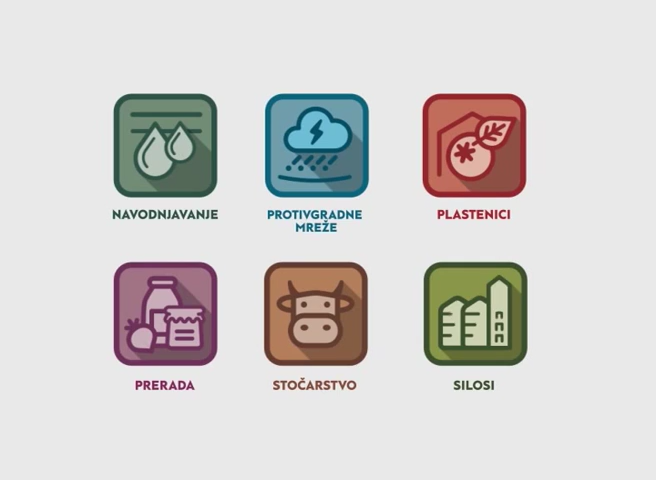 NAVODNJAVANJE
PROTIVGRADNE
MREŽE
PLASTENICI
PRERADA
STOČARSTVO
SILOSI